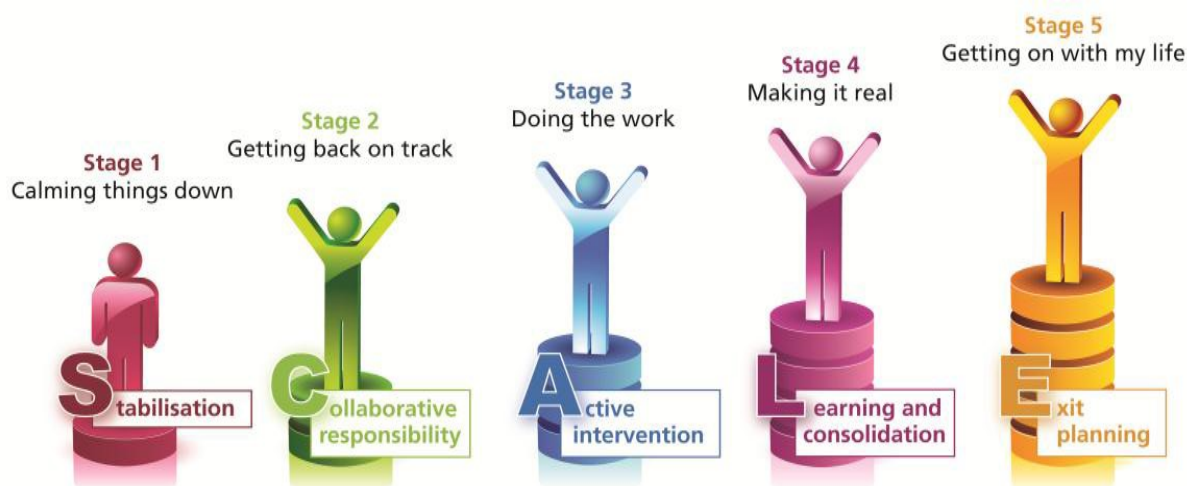 Stage 1
Calming things down
Stage 2
Getting back on track
Stage 3
Doing the work
Stage 4
Making it real
Stage 5
Getting on with my life
Stabilisation
Collaborative
responsibility
Active
intervention
Learning and
consolidation
Exit
planning